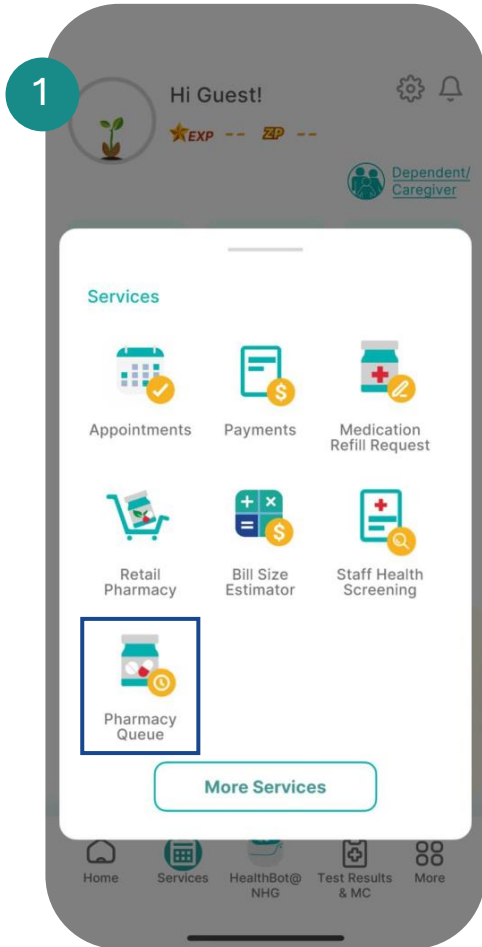 1
Hi Guest!
EXP -- ZP --
Dependent/
Caregiver
Services
Appointments
Payments
Medication
Refill Request
Retail
Pharmacy
Bill Size
Estimator
Staff Health
Screening
Pharmacy
Queue
More Services
Home
Services
HealthBot@
NHG
Test Results
& MC
More